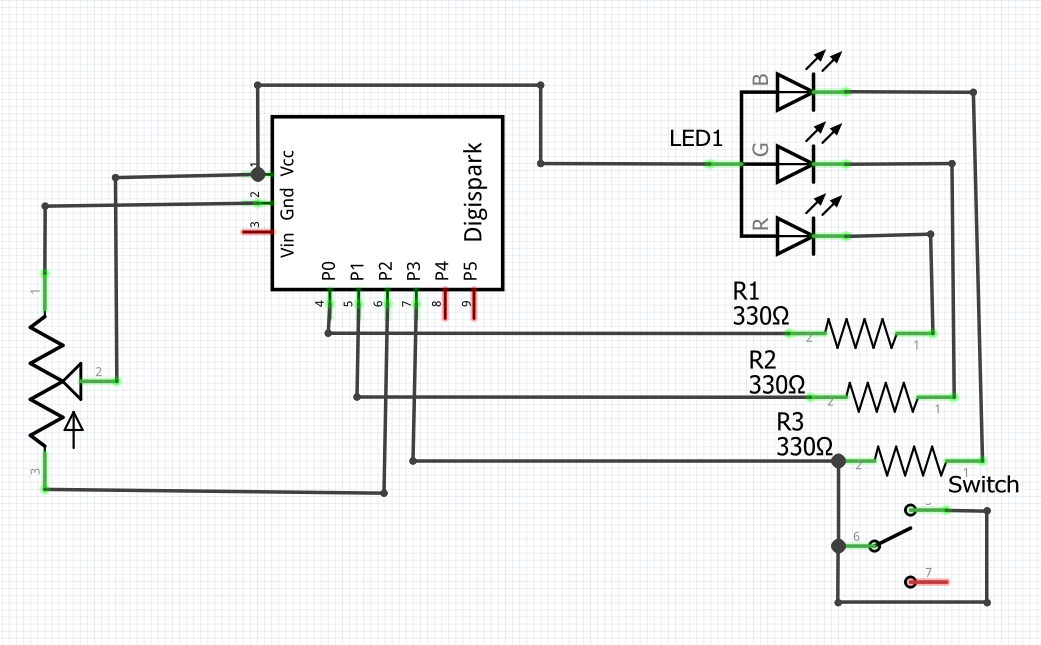 B
LED1
G
R
1
Vcc
2
Gnd
3
Vin
Digispark
P0
P1
P2
P3
P4
P5
4
5
6
7
8
9
1
2
3
R1
330Ω
2
1
R2
330Ω
2
1
R3
330Ω
2
1
Switch
6
7